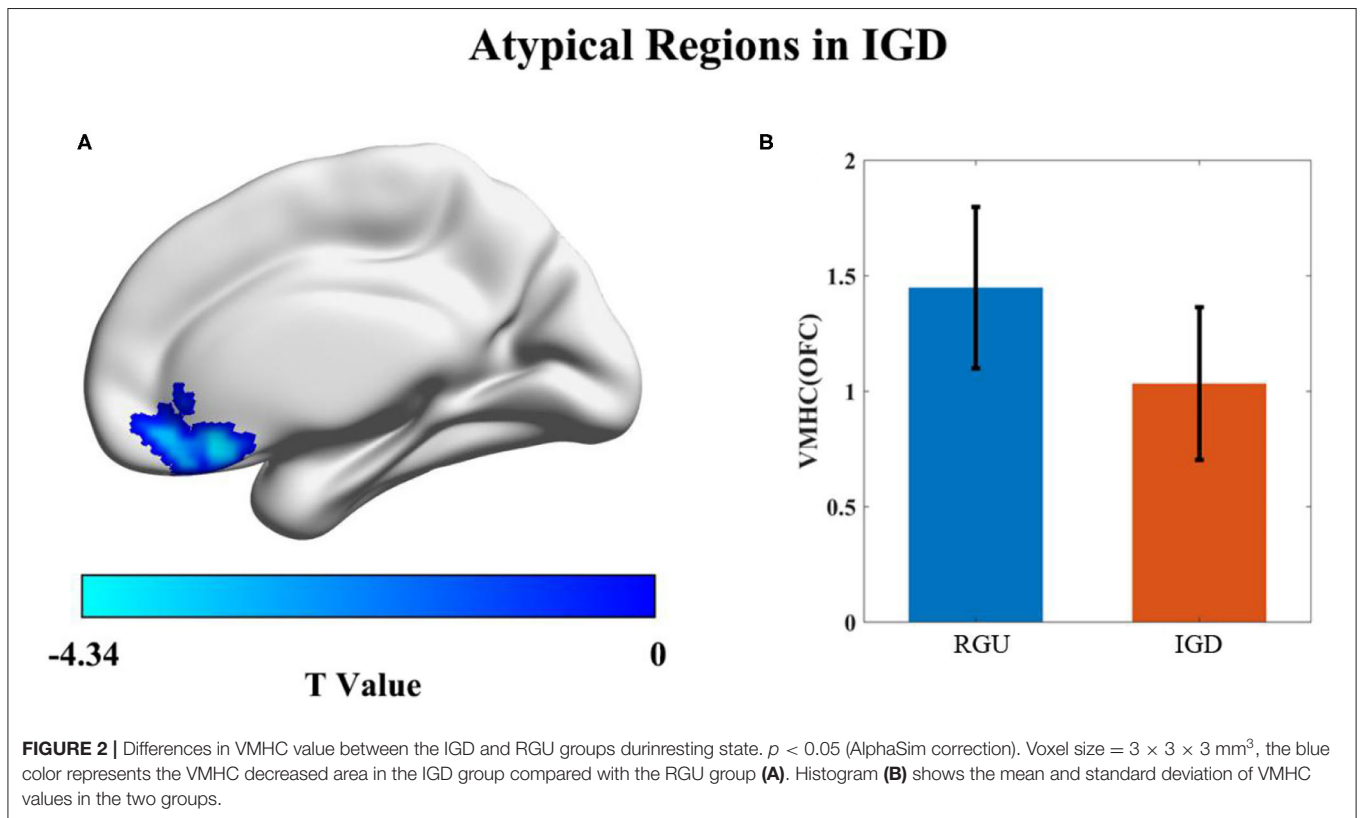 Atypical Regions in IGD
A
-4.34
0
T Value
B
2
1.5
1
0.5
0
VMHC(OFC)
RGU
IGD
FIGURE 2 | Differences in VMHC value between the IGD and RGU groups durinresting state. p < 0.05 (AlphaSim correction). Voxel size = 3 × 3 × 3 mm³, the blue
color represents the VMHC decreased area in the IGD group compared with the RGU group (A). Histogram (B) shows the mean and standard deviation of VMHC
values in the two groups.